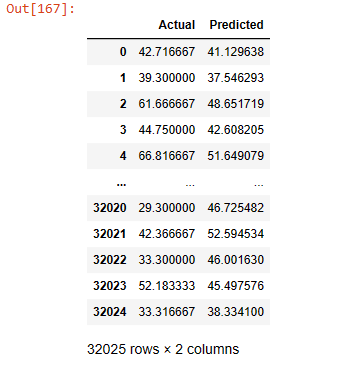 Out[167]:
Actual Predicted
0 42.716667 41.129638
1 39.300000 37.546293
2 61.666667 48.651719
3 44.750000 42.608205
4 66.816667 51.649079
... ... ...
32020 29.300000 46.725482
32021 42.366667 52.594534
32022 33.300000 46.001630
32023 52.183333 45.497576
32024 33.316667 38.334100
32025 rows × 2 columns